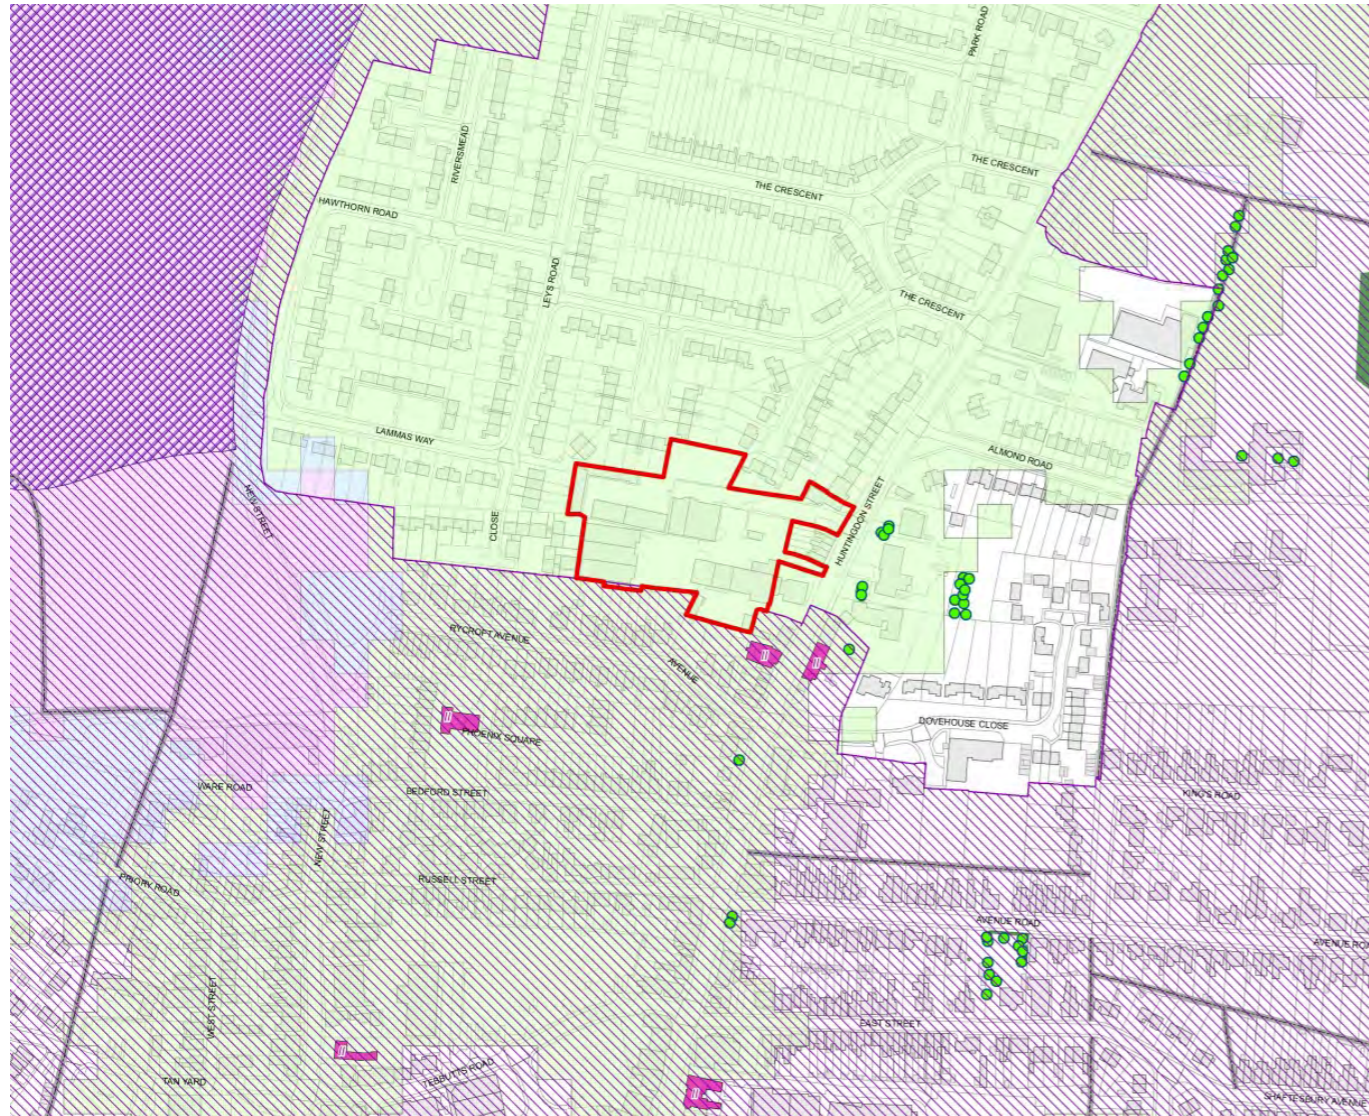 PARK ROAD
THE CRESCENT
RIVERSMEAD
THE CRESCENT
HAWTHORN ROAD
LEYS ROAD
THE CRESCENT
LAMMAS WAY
ALMOND ROAD
NEW STREET
CLOSE
HUNTINGDON STREET
RYCROFT AVENUE
AVENUE
PHOENIX SQUARE
DOVEHOUSE CLOSE
WARE ROAD
BEDFORD STREET
KING'S ROAD
NEW STREET
PRIORY ROAD
RUSSELL STREET
AVENUE ROAD
AVENUE RO
WEST STREET
EAST STREET
TEBBUTTS ROAD
TAN YARD
SHAFTESBURY AVENUE